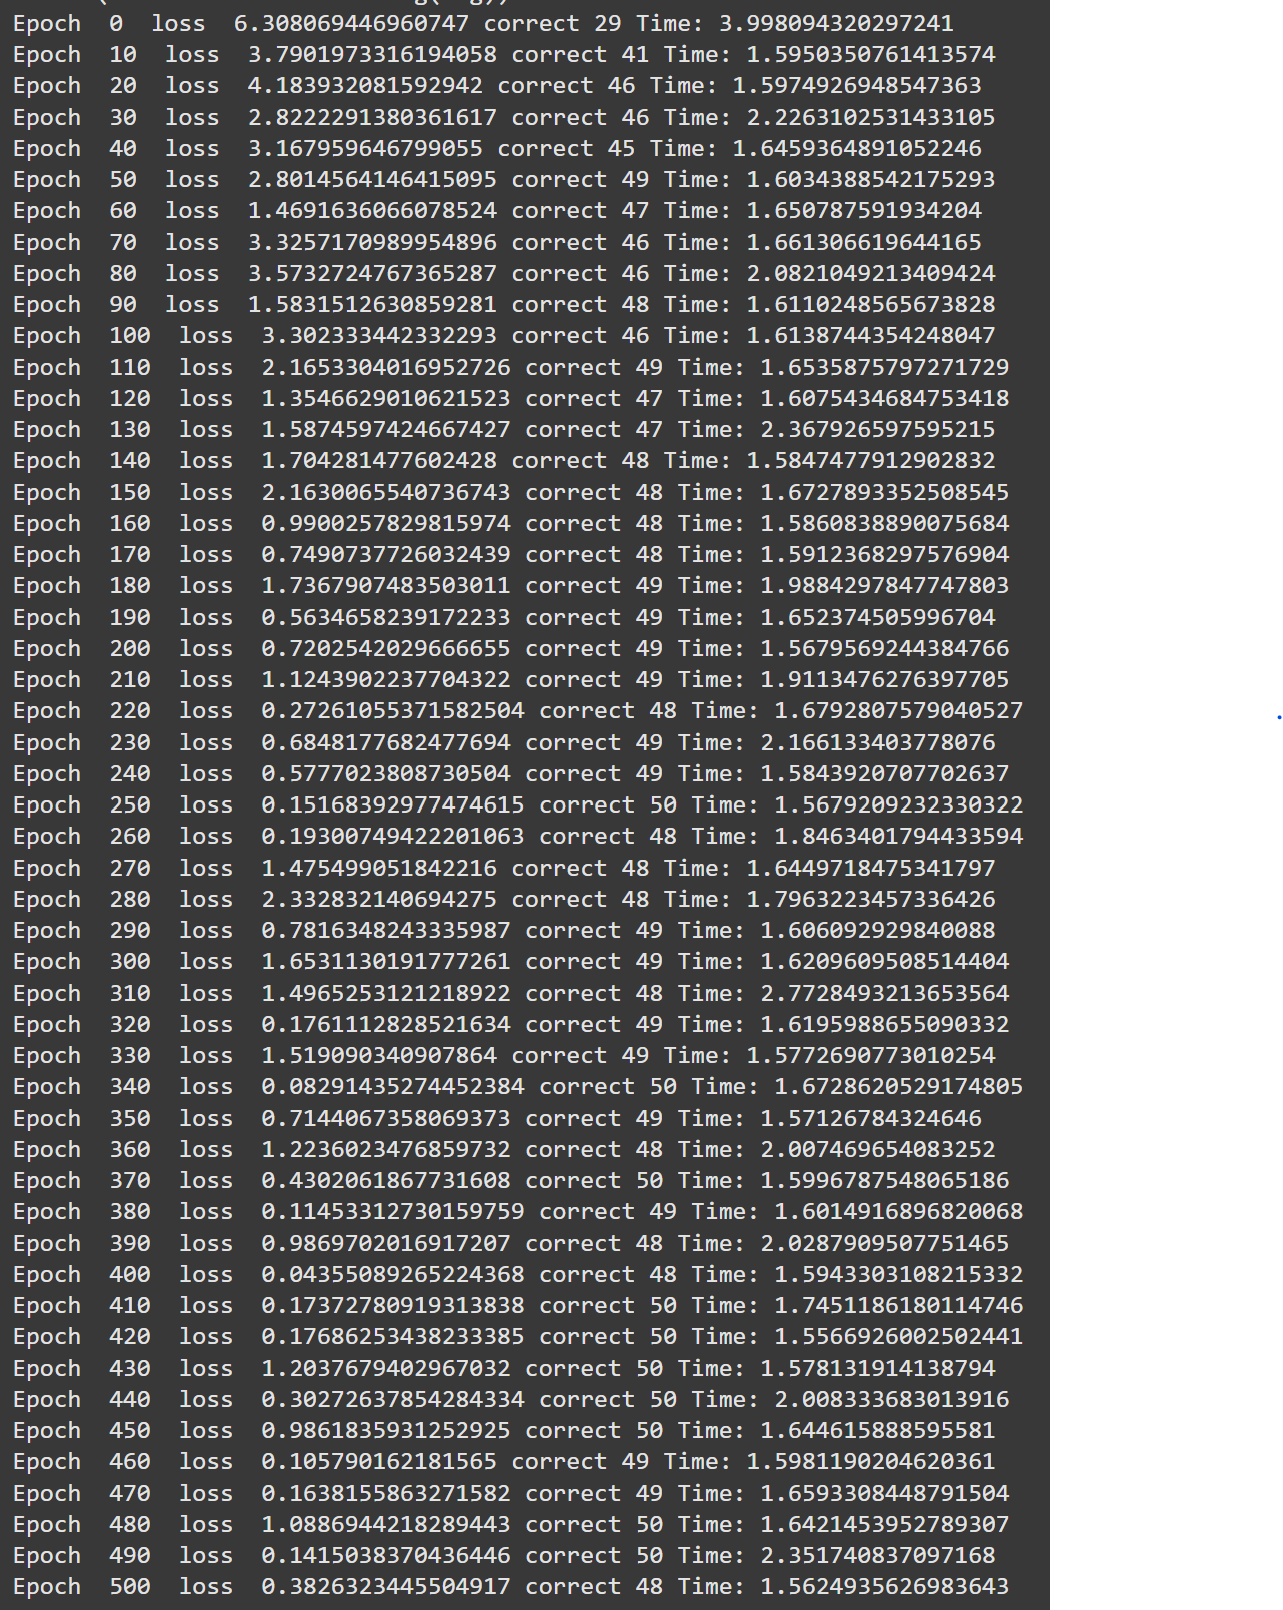 Epoch  0  loss  6.308069446960747 correct 29 Time: 3.998094320297241
Epoch  10  loss  3.7901973316194058 correct 41 Time: 1.5950350761413574
Epoch  20  loss  4.183932081592942 correct 46 Time: 1.5974926948547363
Epoch  30  loss  2.8222291380361617 correct 46 Time: 2.2263102531433105
Epoch  40  loss  3.167959646799055 correct 45 Time: 1.6459364891052246
Epoch  50  loss  2.8014564146415095 correct 49 Time: 1.6034388542175293
Epoch  60  loss  1.4691636066078524 correct 47 Time: 1.650787591934204
Epoch  70  loss  3.3257170989954896 correct 46 Time: 1.661306619644165
Epoch  80  loss  3.5732724767365287 correct 46 Time: 2.0821049213409424
Epoch  90  loss  1.5831512630859281 correct 48 Time: 1.6110248565673828
Epoch  100  loss  3.302333442332293 correct 46 Time: 1.6138744354248047
Epoch  110  loss  2.1653304016952726 correct 49 Time: 1.6535875797271729
Epoch  120  loss  1.3546629010621523 correct 47 Time: 1.6075434684753418
Epoch  130  loss  1.5874597424667427 correct 47 Time: 2.367926597595215
Epoch  140  loss  1.704281477602428 correct 48 Time: 1.5847477912902832
Epoch  150  loss  2.1630065540736743 correct 48 Time: 1.6727893352508545
Epoch  160  loss  0.9900257829815974 correct 48 Time: 1.5860838890075684
Epoch  170  loss  0.7490737726032439 correct 48 Time: 1.5912368297576904
Epoch  180  loss  1.7367907483503011 correct 49 Time: 1.9884297847747803
Epoch  190  loss  0.5634658239172233 correct 49 Time: 1.652374505996704
Epoch  200  loss  0.7202542029666655 correct 49 Time: 1.5679569244384766
Epoch  210  loss  1.1243902237704322 correct 49 Time: 1.9113476276397705
Epoch  220  loss  0.27261055371582504 correct 48 Time: 1.6792807579040527
Epoch  230  loss  0.6848177682477694 correct 49 Time: 2.166133403778076
Epoch  240  loss  0.5777023808730504 correct 49 Time: 1.5843920707702637
Epoch  250  loss  0.15168392977474615 correct 50 Time: 1.5679209232330322
Epoch  260  loss  0.19300749422201063 correct 48 Time: 1.8463401794433594
Epoch  270  loss  1.475499051842216 correct 48 Time: 1.6449718475341797
Epoch  280  loss  2.332832140694275 correct 48 Time: 1.7963223457336426
Epoch  290  loss  0.7816348243335987 correct 49 Time: 1.606092929840088
Epoch  300  loss  1.6531130191777261 correct 49 Time: 1.6209609508514404
Epoch  310  loss  1.4965253121218922 correct 48 Time: 2.7728493213653564
Epoch  320  loss  0.1761112828521634 correct 49 Time: 1.6195988655090332
Epoch  330  loss  1.519090340907864 correct 49 Time: 1.5772690773010254
Epoch  340  loss  0.08291435274452384 correct 50 Time: 1.6728620529174805
Epoch  350  loss  0.7144067358069373 correct 49 Time: 1.57126784324646
Epoch  360  loss  1.2236023476859732 correct 48 Time: 2.007469654083252
Epoch  370  loss  0.4302061867731608 correct 50 Time: 1.5996787548065186
Epoch  380  loss  0.11453312730159759 correct 49 Time: 1.6014916896820068
Epoch  390  loss  0.9869702016917207 correct 48 Time: 2.0287909507751465
Epoch  400  loss  0.04355089265224368 correct 48 Time: 1.5943303108215332
Epoch  410  loss  0.17372780919313838 correct 50 Time: 1.7451186180114746
Epoch  420  loss  0.17686253438233385 correct 50 Time: 1.5566926002502441
Epoch  430  loss  1.2037679402967032 correct 50 Time: 1.578131914138794
Epoch  440  loss  0.30272637854284334 correct 50 Time: 2.008333683013916
Epoch  450  loss  0.9861835931252925 correct 50 Time: 1.644615888595581
Epoch  460  loss  0.105790162181565 correct 49 Time: 1.5981190204620361
Epoch  470  loss  0.1638155863271582 correct 49 Time: 1.6593308448791504
Epoch  480  loss  1.0886944218289443 correct 50 Time: 1.6421453952789307
Epoch  490  loss  0.1415038370436446 correct 50 Time: 2.351740837097168
Epoch  500  loss  0.3826323445504917 correct 48 Time: 1.5624935626983643